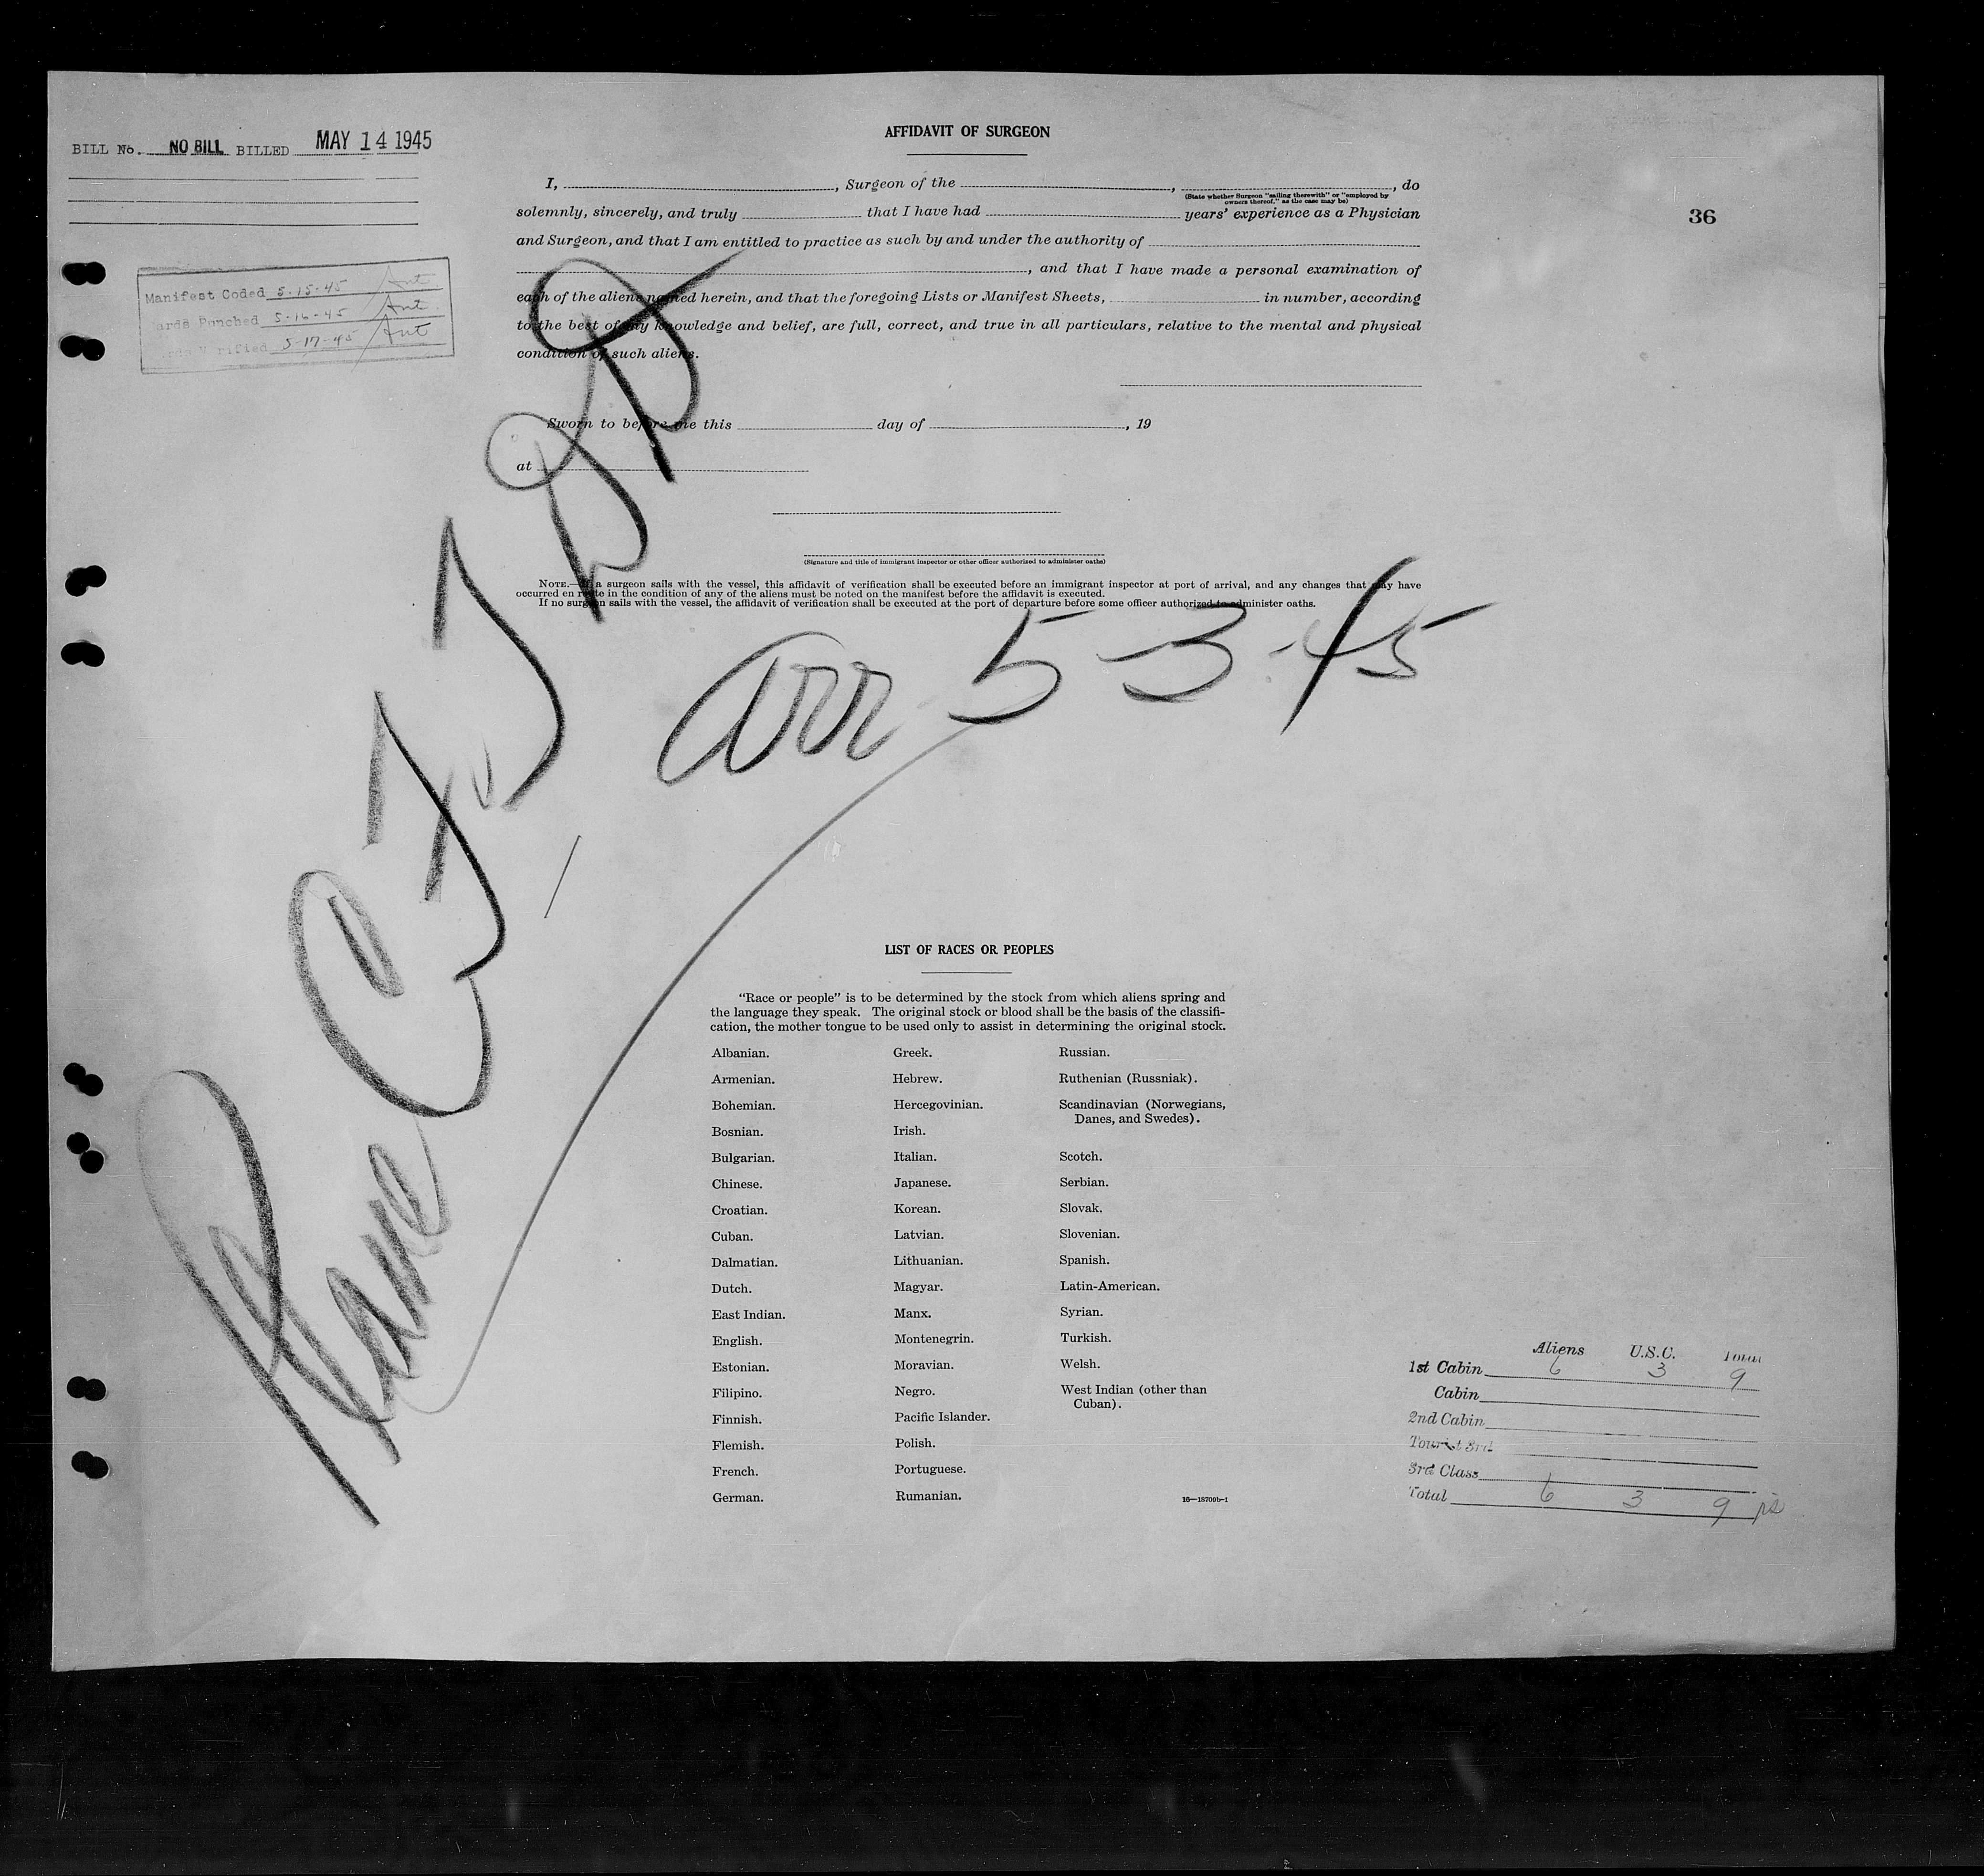 BILL No. NO BILL BILLED MAY 14 1945
Manifest Coded 5-15-45 Ant
ards Punched 5-16-45 Ant
rified 5-17-45 Ant
36
AFFIDAVIT OF SURGEON
I, , Surgeon of the , , do
(State whether Surgeon "sailing therewith" or "employed by
owners thereof," as the case may be)
solemnly, sincerely, and truly that I have had years' experience as a Physician
and Surgeon, and that I am entitled to practice as such by and under the authority of
, and that I have made a personal examination of
each of the aliens named herein, and that the foregoing Lists or Manifest Sheets, in number, according
to the best of my knowledge and belief, are full, correct, and true in all particulars, relative to the mental and physical
condition of such aliens.
Sworn to before me this day of , 19
at
(Signature and title of immigrant inspector or other officer authorized to administer oaths)
NOTE.—If a surgeon sails with the vessel, this affidavit of verification shall be executed before an immigrant inspector at port of arrival, and any changes that may have
occurred en route in the condition of any of the aliens must be noted on the manifest before the affidavit is executed.
If no surgeon sails with the vessel, the affidavit of verification shall be executed at the port of departure before some officer authorized to administer oaths.
Plane
arr 5-3-45
LIST OF RACES OR PEOPLES
"Race or people" is to be determined by the stock from which aliens spring and
the language they speak. The original stock or blood shall be the basis of the classifi-
cation, the mother tongue to be used only to assist in determining the original stock.
Albanian. Greek. Russian.
Armenian. Hebrew. Ruthenian (Russniak).
Bohemian. Hercegovinian. Scandinavian (Norwegians,
Danes, and Swedes).
Bosnian. Irish.
Bulgarian. Italian. Scotch.
Chinese. Japanese. Serbian.
Croatian. Korean. Slovak.
Cuban. Latvian. Slovenian.
Dalmatian. Lithuanian. Spanish.
Dutch. Magyar. Latin-American.
East Indian. Manx. Syrian.
English. Montenegrin. Turkish.
Estonian. Moravian. Welsh.
Filipino. Negro. West Indian (other than
Cuban).
Finnish. Pacific Islander.
Flemish. Polish.
French. Portuguese.
German. Rumanian.
16—18709b-1
Aliens U.S.C. Total
1st Cabin 6 3 9
Cabin
2nd Cabin
Tourist 3rd
3rd Class
Total 6 3 9